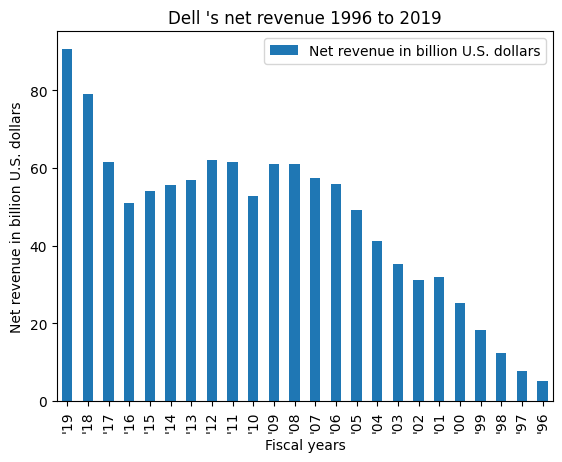 Dell 's net revenue 1996 to 2019
Net revenue in billion U.S. dollars
Net revenue in billion U.S. dollars
80
60
40
20
0
'19 '18 '17 '16 '15 '14 '13 '12 '11 '10 '09 '08 '07 '06 '05 '04 '03 '02 '01 '00 '99 '98 '97 '96
Fiscal years